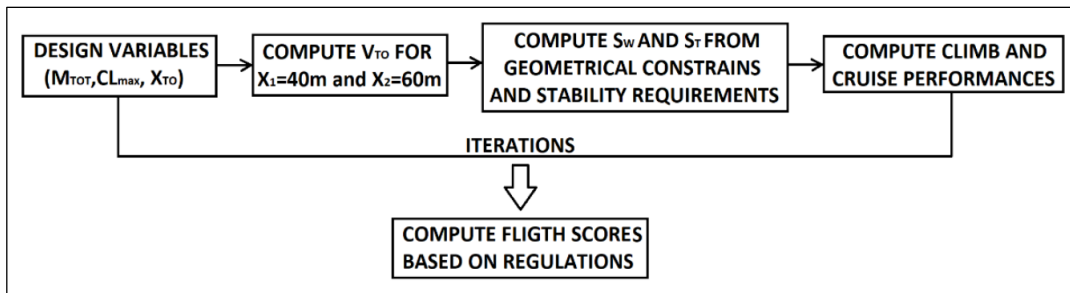 DESIGN VARIABLES
(MTOT,CLmax, XTO)
COMPUTE VTO FOR
X1=40m and X2=60m
COMPUTE SW AND ST FROM
GEOMETRICAL CONSTRAINS
AND STABILITY REQUIREMENTS
COMPUTE CLIMB AND
CRUISE PERFORMANCES
ITERATIONS
COMPUTE FLIGTH SCORES
BASED ON REGULATIONS